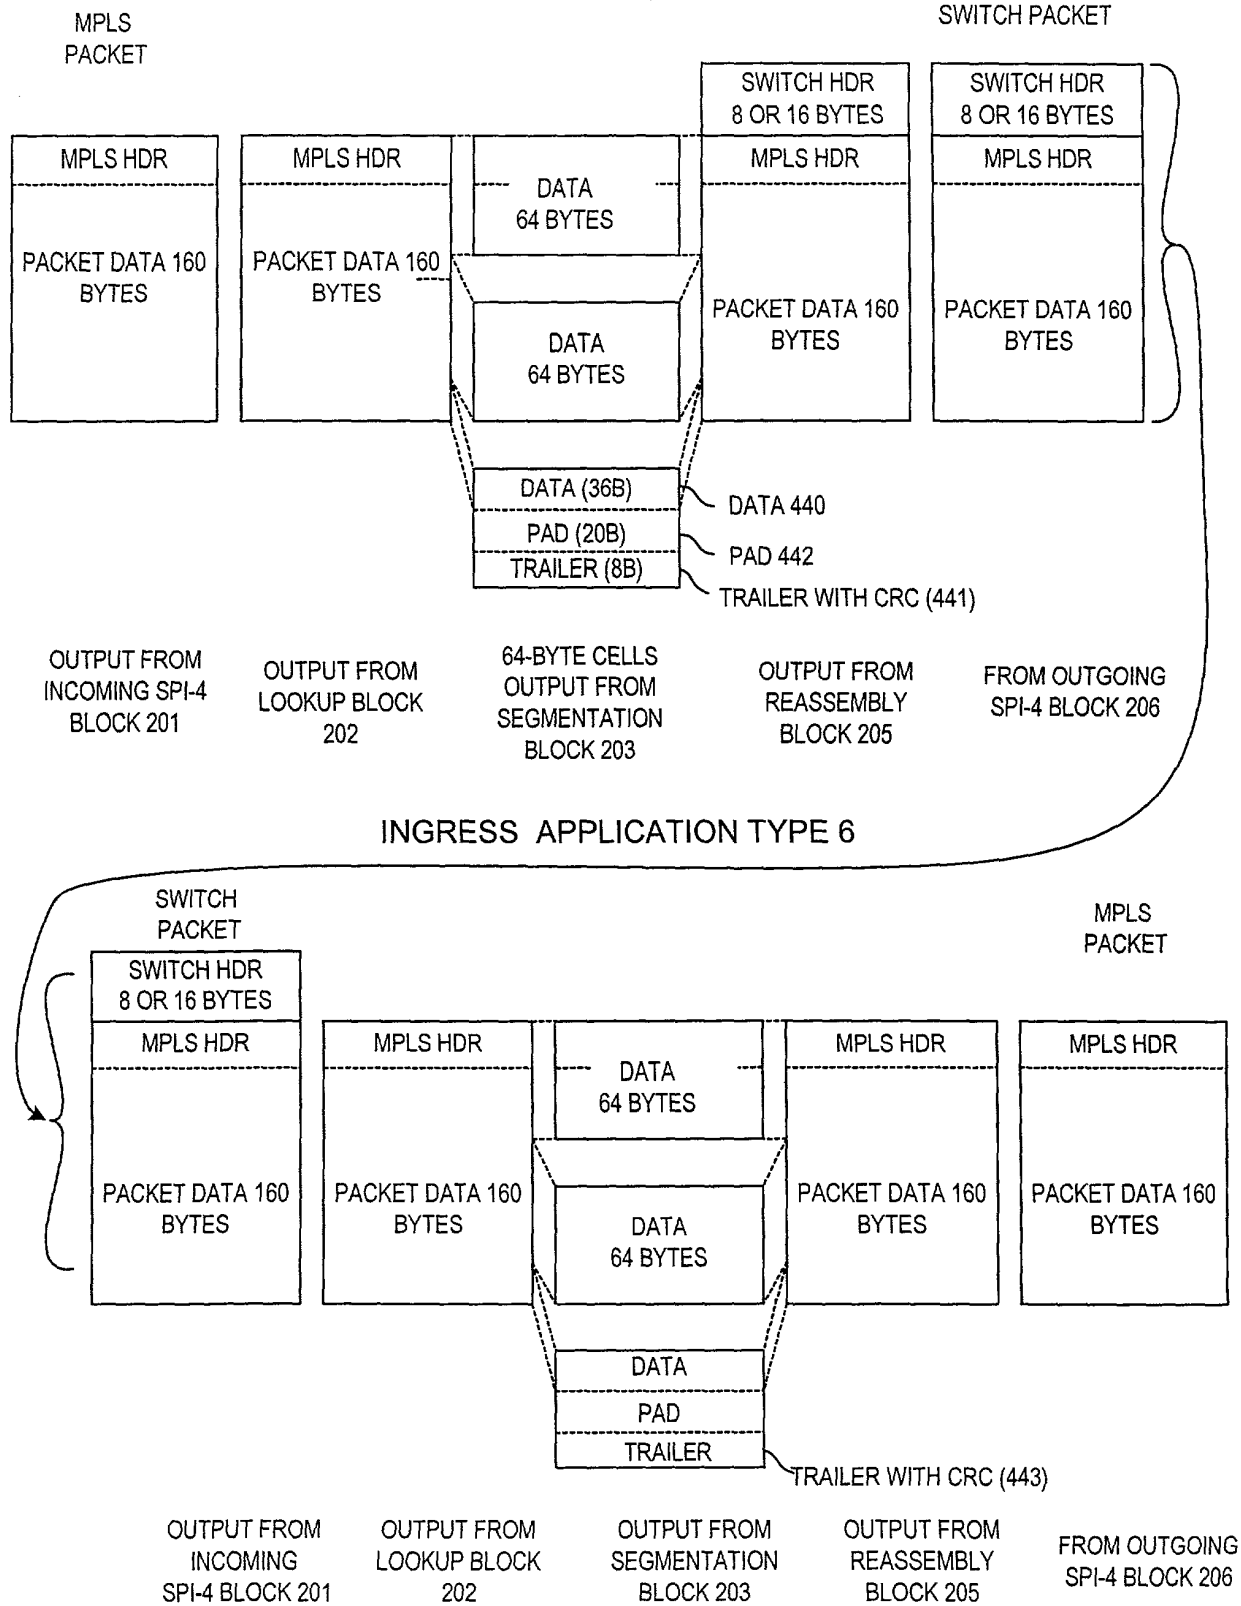 MPLS
PACKET
SWITCH PACKET
SWITCH HDR
8 OR 16 BYTES
SWITCH HDR
8 OR 16 BYTES
MPLS HDR
MPLS HDR
DATA
64 BYTES
MPLS HDR
MPLS HDR
PACKET DATA 160
BYTES
PACKET DATA 160
BYTES
DATA
64 BYTES
PACKET DATA 160
BYTES
PACKET DATA 160
BYTES
DATA (36B)
DATA 440
PAD (20B)
PAD 442
TRAILER (8B)
TRAILER WITH CRC (441)
OUTPUT FROM
INCOMING SPI-4
BLOCK 201
OUTPUT FROM
LOOKUP BLOCK
202
64-BYTE CELLS
OUTPUT FROM
SEGMENTATION
BLOCK 203
OUTPUT FROM
REASSEMBLY
BLOCK 205
FROM OUTGOING
SPI-4 BLOCK 206
INGRESS APPLICATION TYPE 6
SWITCH
PACKET
MPLS
PACKET
SWITCH HDR
8 OR 16 BYTES
MPLS HDR
MPLS HDR
DATA
64 BYTES
MPLS HDR
MPLS HDR
PACKET DATA 160
BYTES
PACKET DATA 160
BYTES
DATA
64 BYTES
PACKET DATA 160
BYTES
PACKET DATA 160
BYTES
DATA
PAD
TRAILER
TRAILER WITH CRC (443)
OUTPUT FROM
INCOMING
SPI-4 BLOCK 201
OUTPUT FROM
LOOKUP BLOCK
202
OUTPUT FROM
SEGMENTATION
BLOCK 203
OUTPUT FROM
REASSEMBLY
BLOCK 205
FROM OUTGOING
SPI-4 BLOCK 206